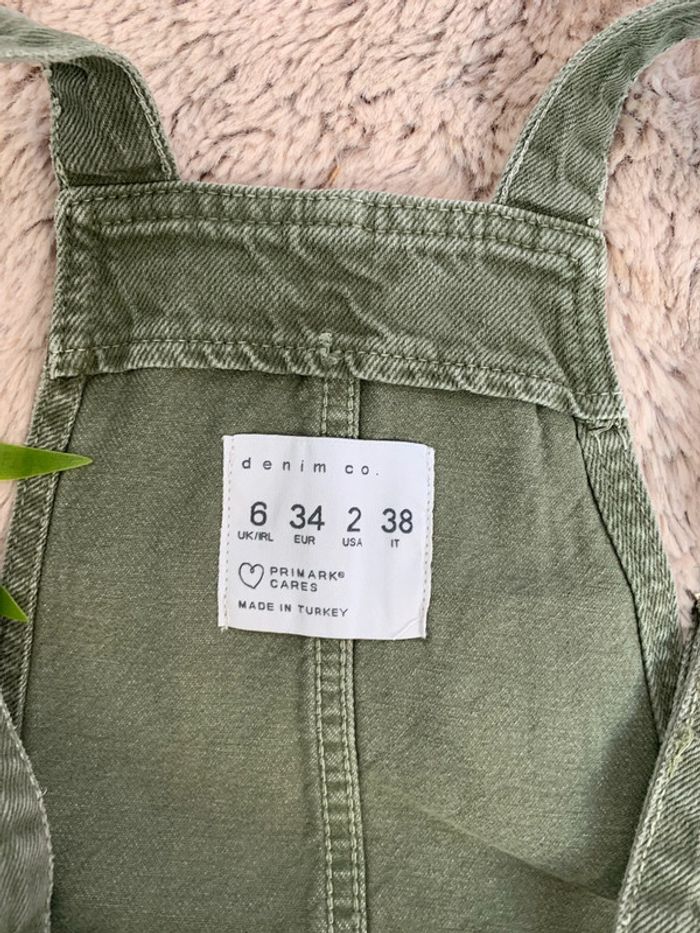 denim co.
6 34 2 38
UK/IRL EUR USA IT
PRIMARK®
CARES
MADE IN TURKEY